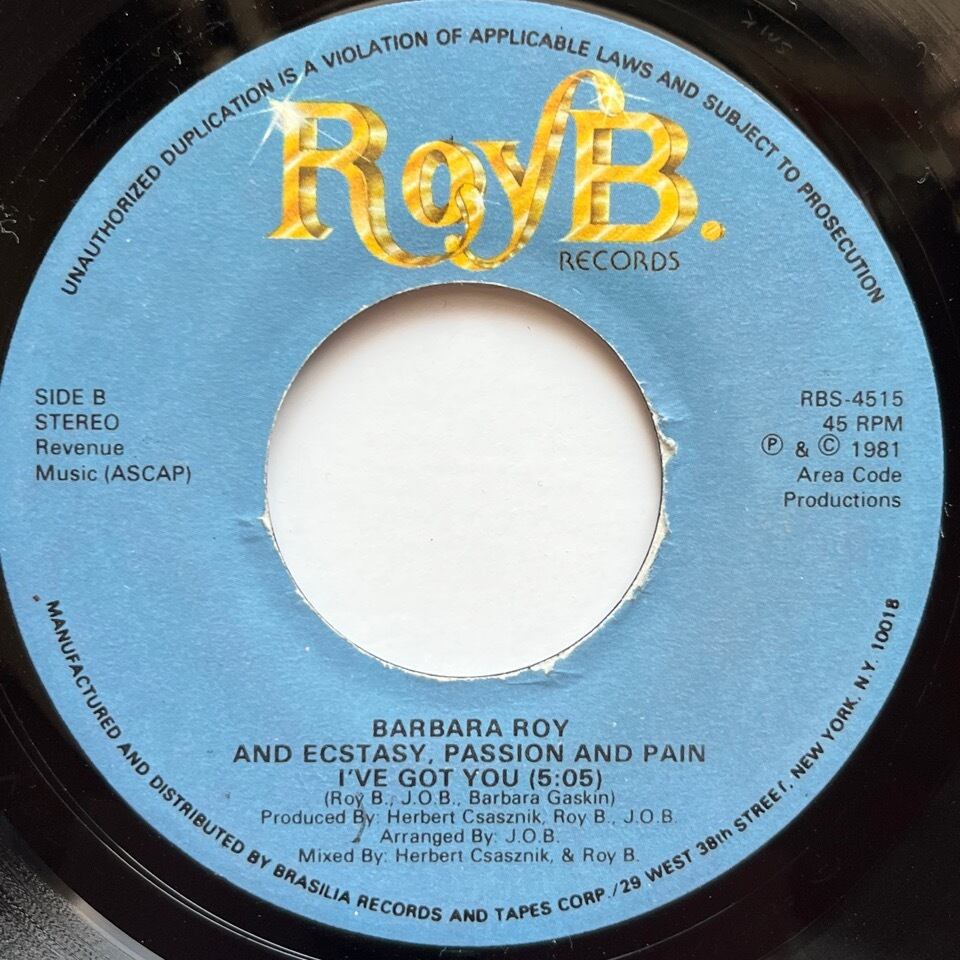 UNAUTHORIZED DUPLICATION IS A VIOLATION OF APPLICABLE LAWS AND SUBJECT TO PROSECUTION
Roy B.
RECORDS
SIDE B
STEREO
Revenue
Music (ASCAP)
RBS-4515
45 RPM
℗ & © 1981
Area Code
Productions
BARBARA ROY
AND ECSTASY, PASSION AND PAIN
I'VE GOT YOU (5:05)
(Roy B., J.O.B., Barbara Gaskin)
Produced By: Herbert Csasznik, Roy B., J.O.B.
Arranged By: J.O.B.
Mixed By: Herbert Csasznik, & Roy B.
MANUFACTURED AND DISTRIBUTED BY BRASILIA RECORDS AND TAPES CORP./29 WEST 38th STREET, NEW YORK, N.Y. 10018